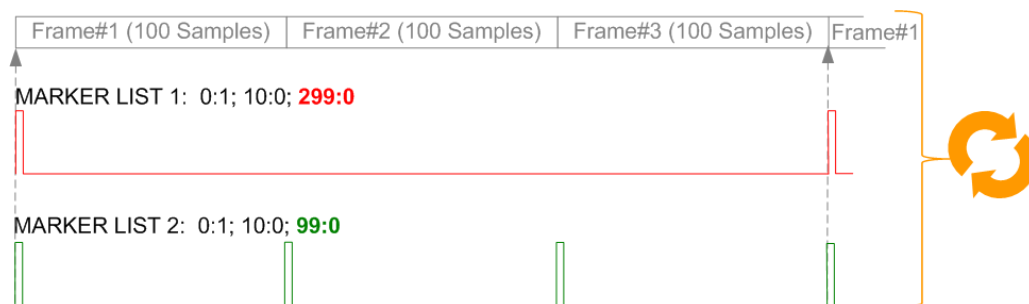 Frame#1 (100 Samples) Frame#2 (100 Samples) Frame#3 (100 Samples) Frame#1
MARKER LIST 1: 0:1; 10:0; 299:0
MARKER LIST 2: 0:1; 10:0; 99:0